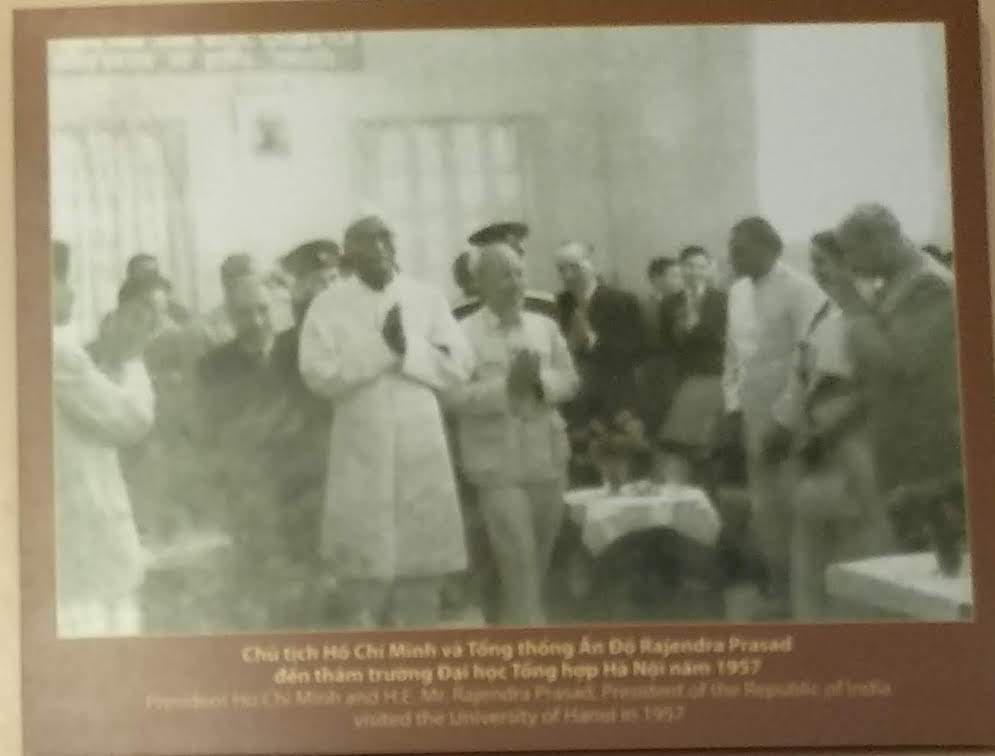 Chủ tịch Hồ Chí Minh và Tổng thống Ấn Độ Rajendra Prasad
đến thăm trường Đại học Tổng hợp Hà Nội năm 1957
President Ho Chi Minh and H.E. Mr. Rajendra Prasad, President of the Republic of India
visited the University of Hanoi in 1957